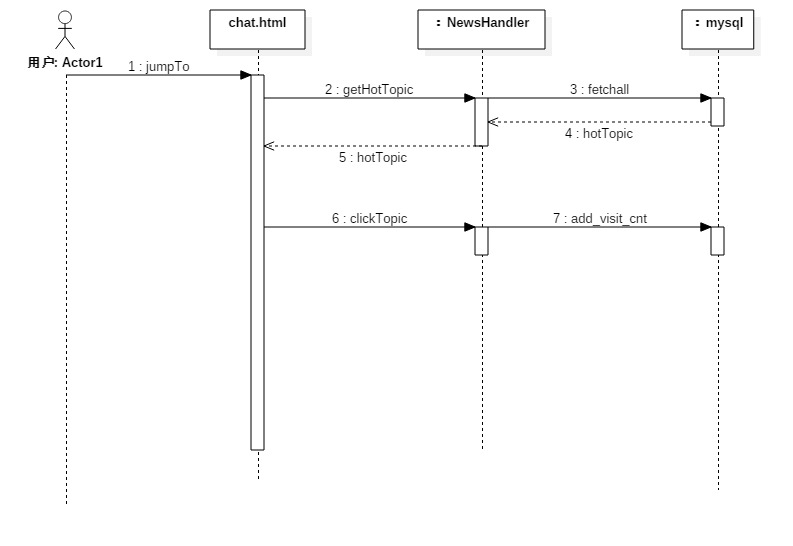 chat.html
: NewsHandler
: mysql
用户: Actor1
1 : jumpTo
2 : getHotTopic
3 : fetchall
4 : hotTopic
5 : hotTopic
6 : clickTopic
7 : add_visit_cnt